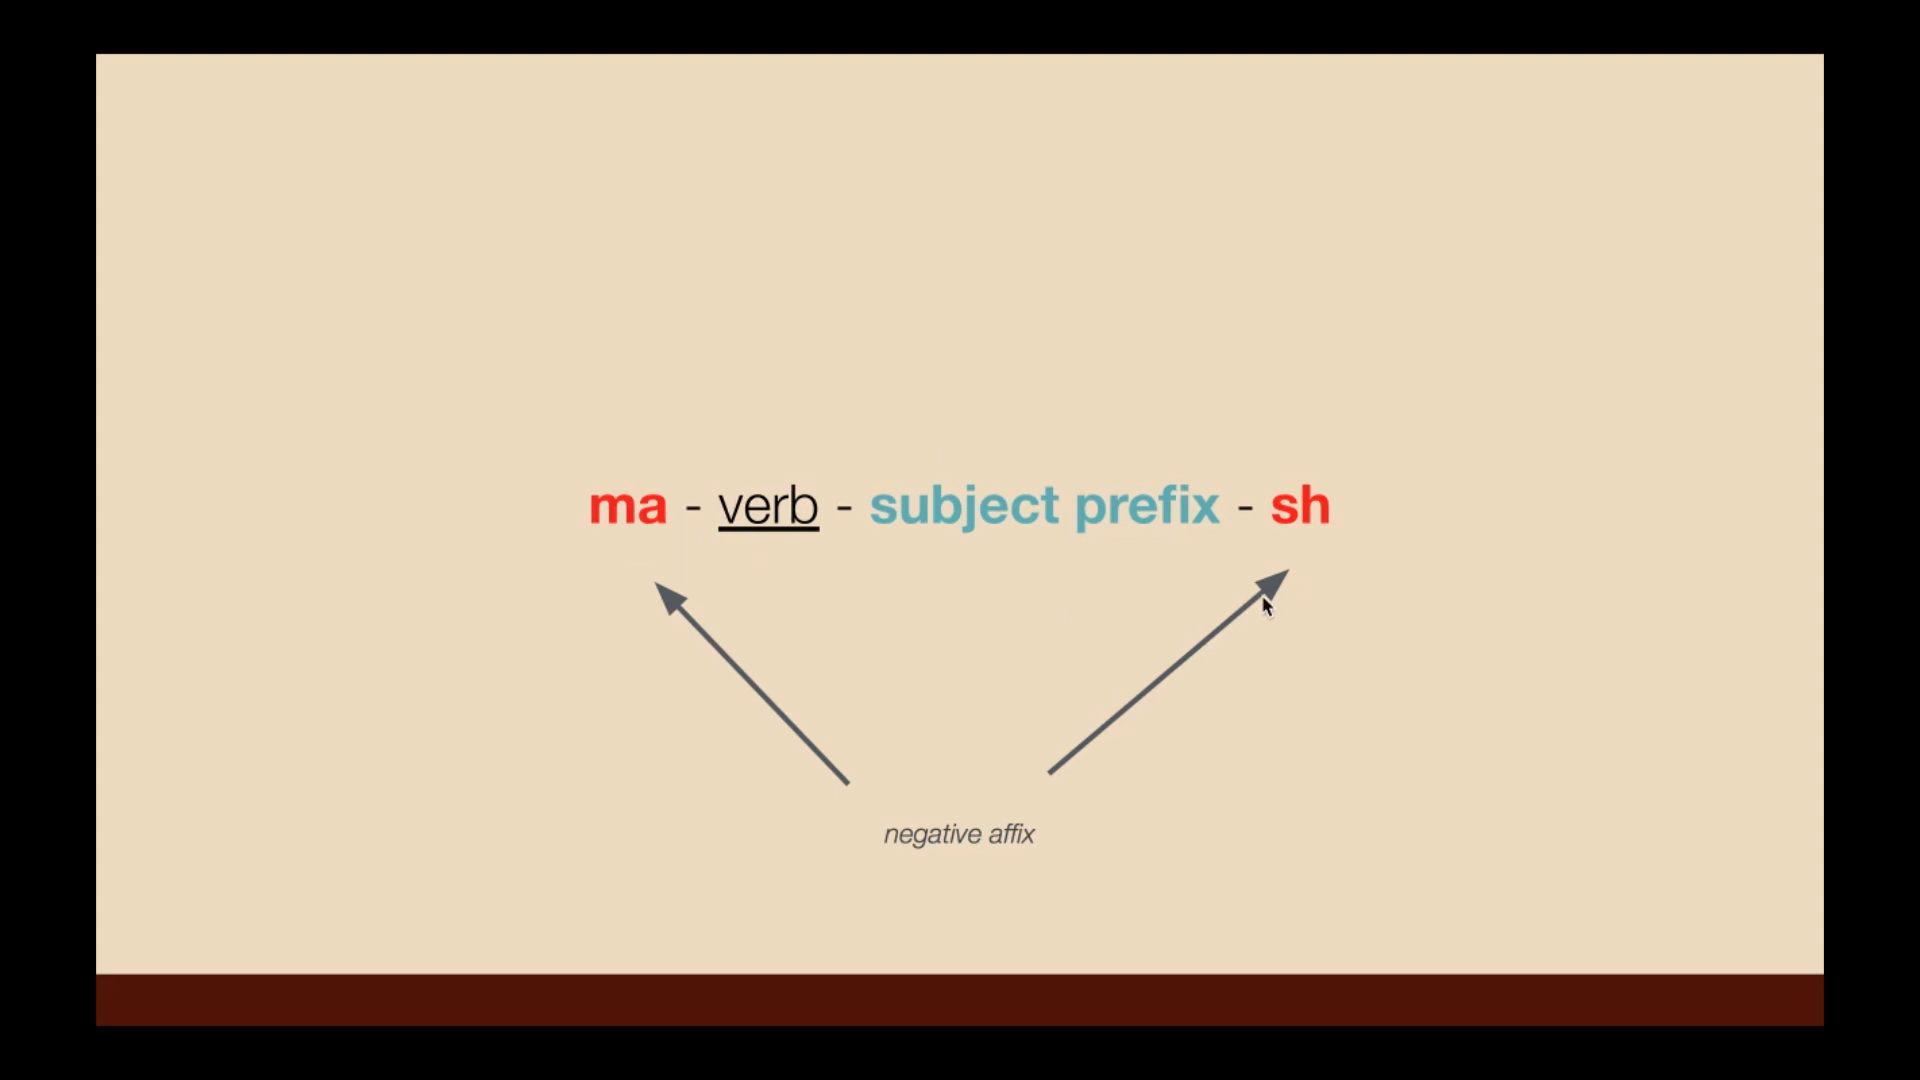 ma - verb - subject prefix - sh
negative affix